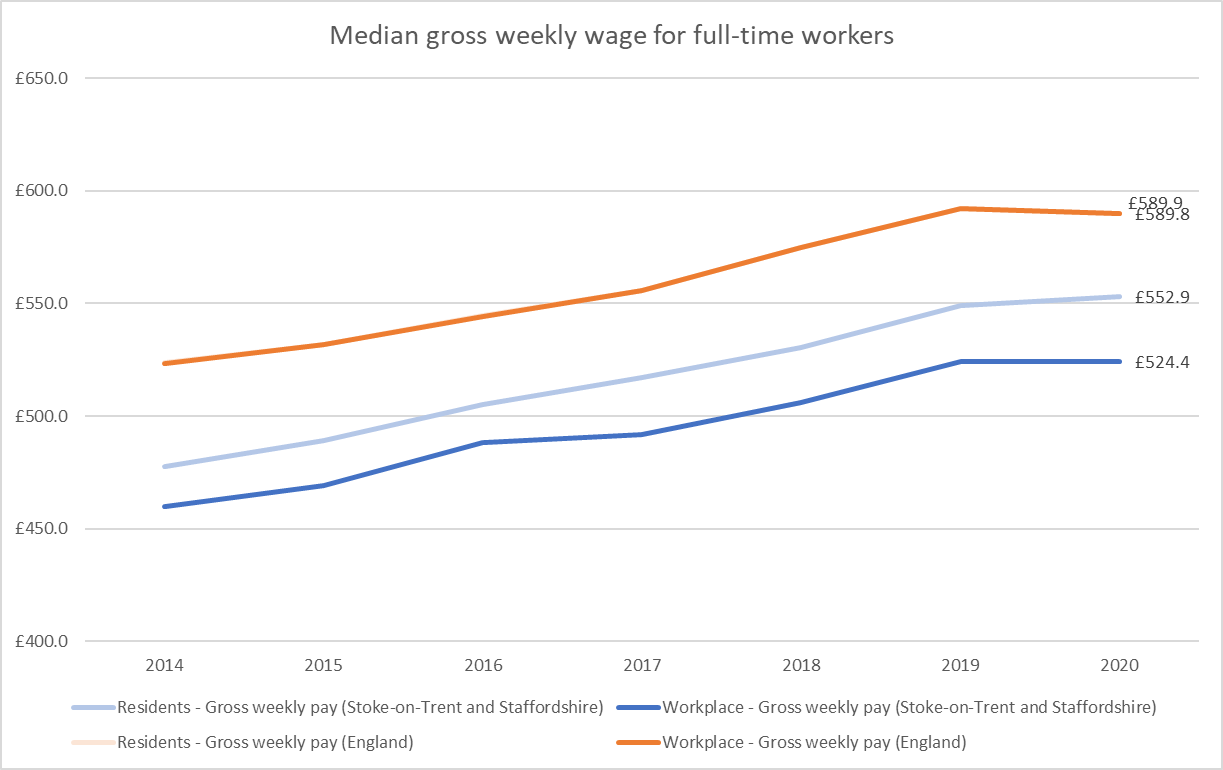 Median gross weekly wage for full-time workers
£650.0
£600.0
£589.9
£589.8
£550.0
£552.9
£524.4
£500.0
£450.0
£400.0
2014 2015 2016 2017 2018 2019 2020
Residents - Gross weekly pay (Stoke-on-Trent and Staffordshire) Workplace - Gross weekly pay (Stoke-on-Trent and Staffordshire)
Residents - Gross weekly pay (England) Workplace - Gross weekly pay (England)